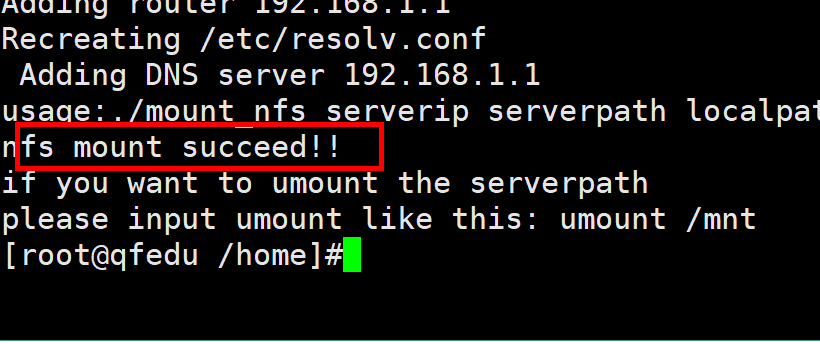 Adding router 192.168.1.1
Recreating /etc/resolv.conf
 Adding DNS server 192.168.1.1
usage:./mount_nfs serverip serverpath localpat
nfs mount succeed!!
if you want to umount the serverpath
please input umount like this: umount /mnt
[root@qfedu /home]#